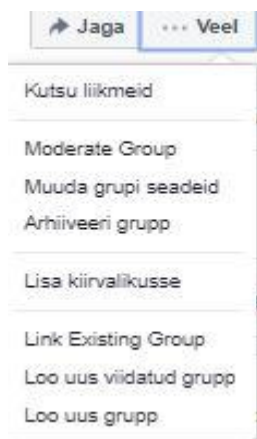 Jaga ··· Veel
Kutsu liikmeid
Moderate Group
Muuda grupi seadeid
Arhiiveeri grupp
Lisa kiirvalikusse
Link Existing Group
Loo uus viidatud grupp
Loo uus grupp